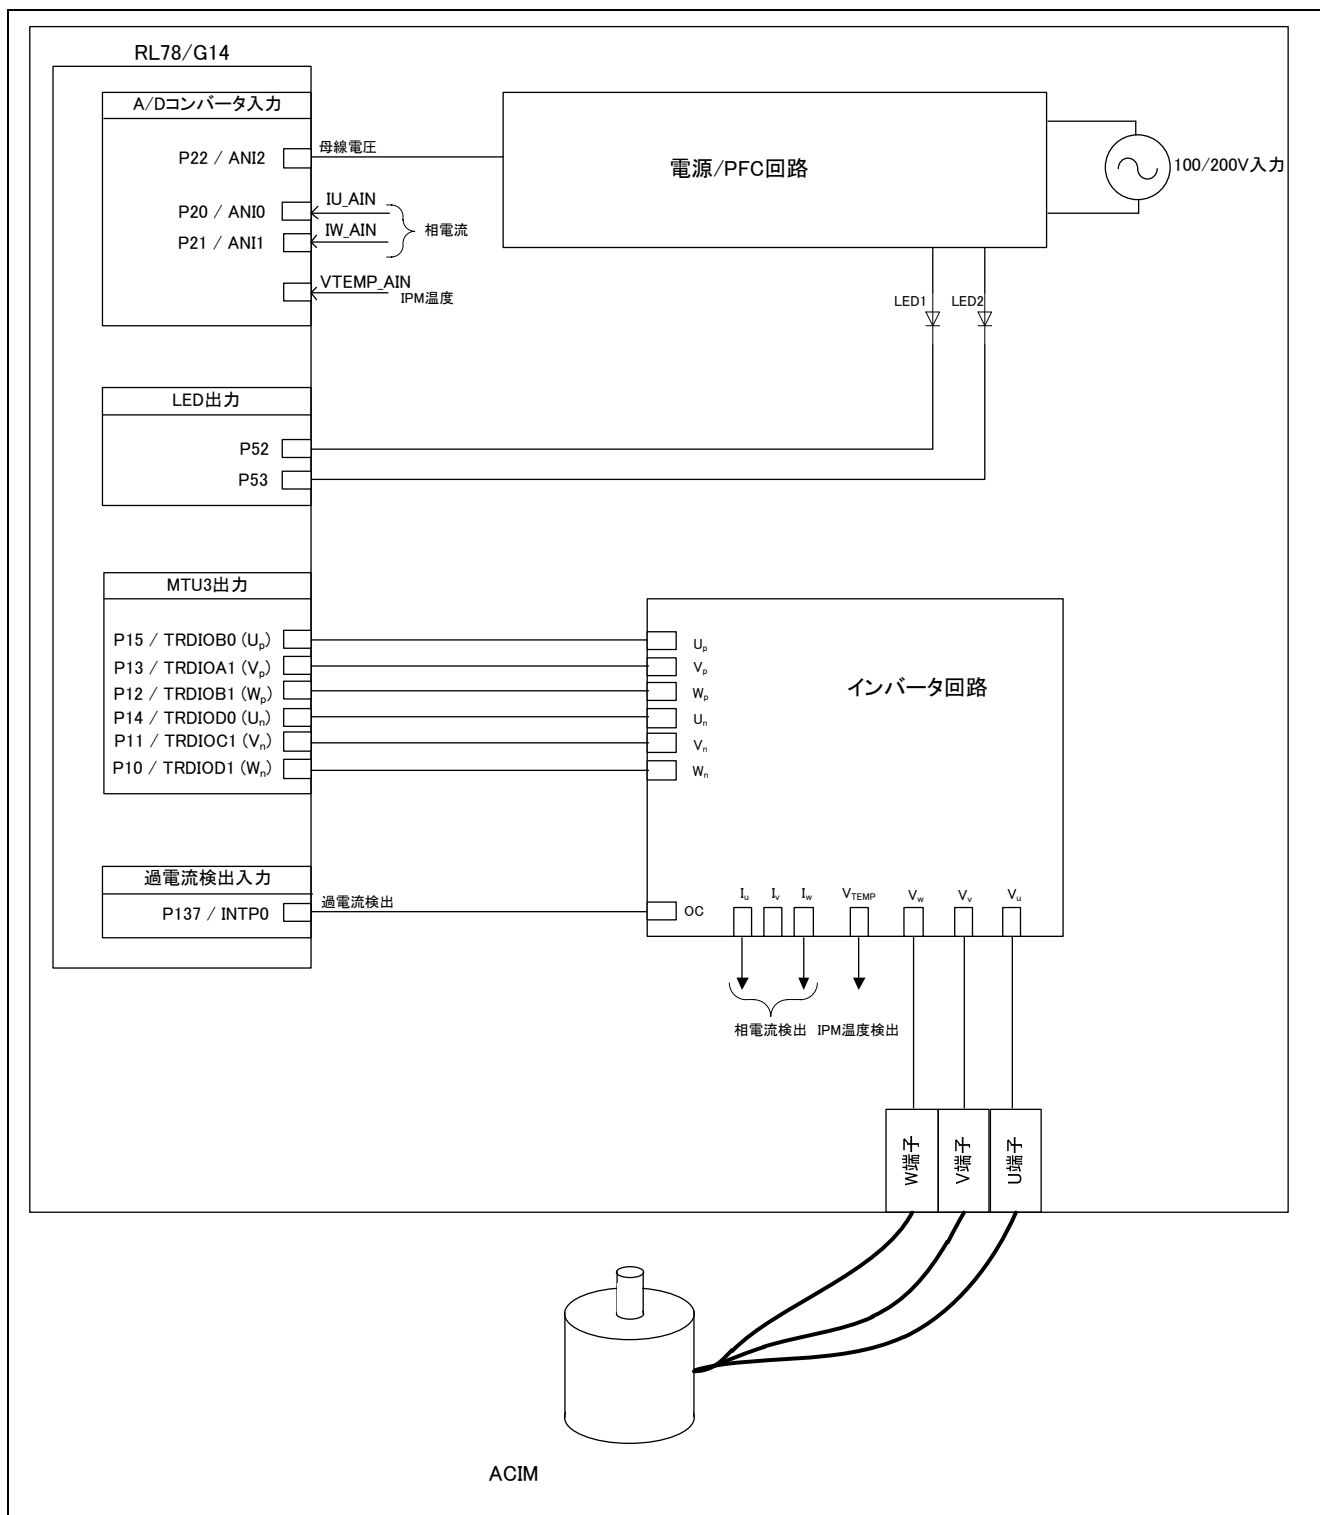 RL78/G14
A/Dコンバータ入力
P22 / ANI2
母線電圧
P20 / ANI0
IU_AIN
P21 / ANI1
IW_AIN
相電流
VTEMP_AIN
IPM温度
電源/PFC回路
100/200V入力
LED1
LED2
LED出力
P52
P53
MTU3出力
P15 / TRDIOB0 (Up)
P13 / TRDIOA1 (Vp)
P12 / TRDIOB1 (Wp)
P14 / TRDIOD0 (Un)
P11 / TRDIOC1 (Vn)
P10 / TRDIOD1 (Wn)
Up
Vp
Wp
Un
Vn
Wn
インバータ回路
過電流検出入力
P137 / INTP0
過電流検出
OC
Iu
Iv
Iw
VTEMP
Vw
Vv
Vu
相電流検出
IPM温度検出
W端子
V端子
U端子
ACIM